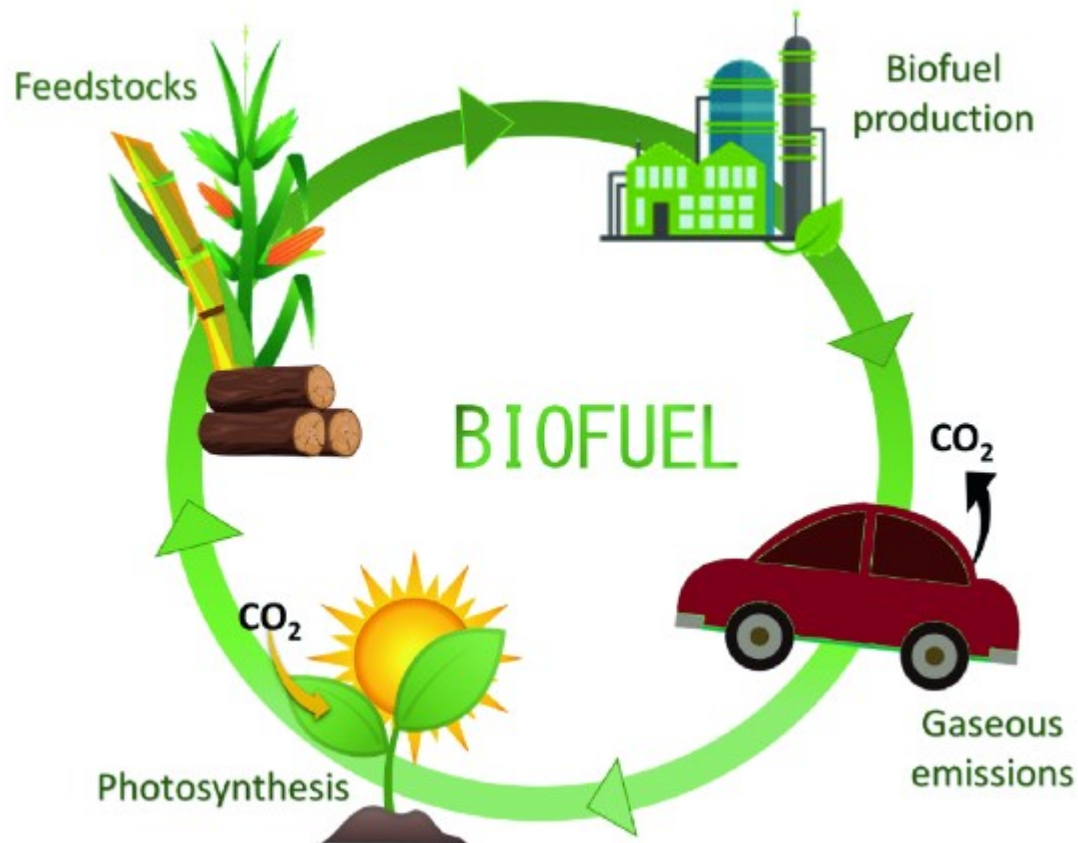 Feedstocks
Biofuel
production
BIOFUEL
CO₂
CO₂
Photosynthesis
Gaseous
emissions